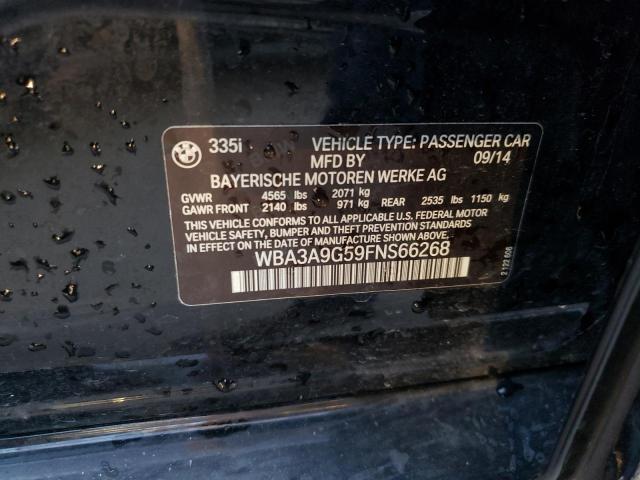 BMW 335i VEHICLE TYPE: PASSENGER CAR
MFD BY 09/14
BAYERISCHE MOTOREN WERKE AG
GVWR 4565 lbs 2071 kg
GAWR FRONT 2140 lbs 971 kg REAR 2535 lbs 1150 kg
THIS VEHICLE CONFORMS TO ALL APPLICABLE U.S. FEDERAL MOTOR
VEHICLE SAFETY, BUMPER AND THEFT PREVENTION STANDARDS
IN EFFECT ON THE DATE OF MANUFACTURE SHOWN ABOVE.
WBA3A9G59FNS66268